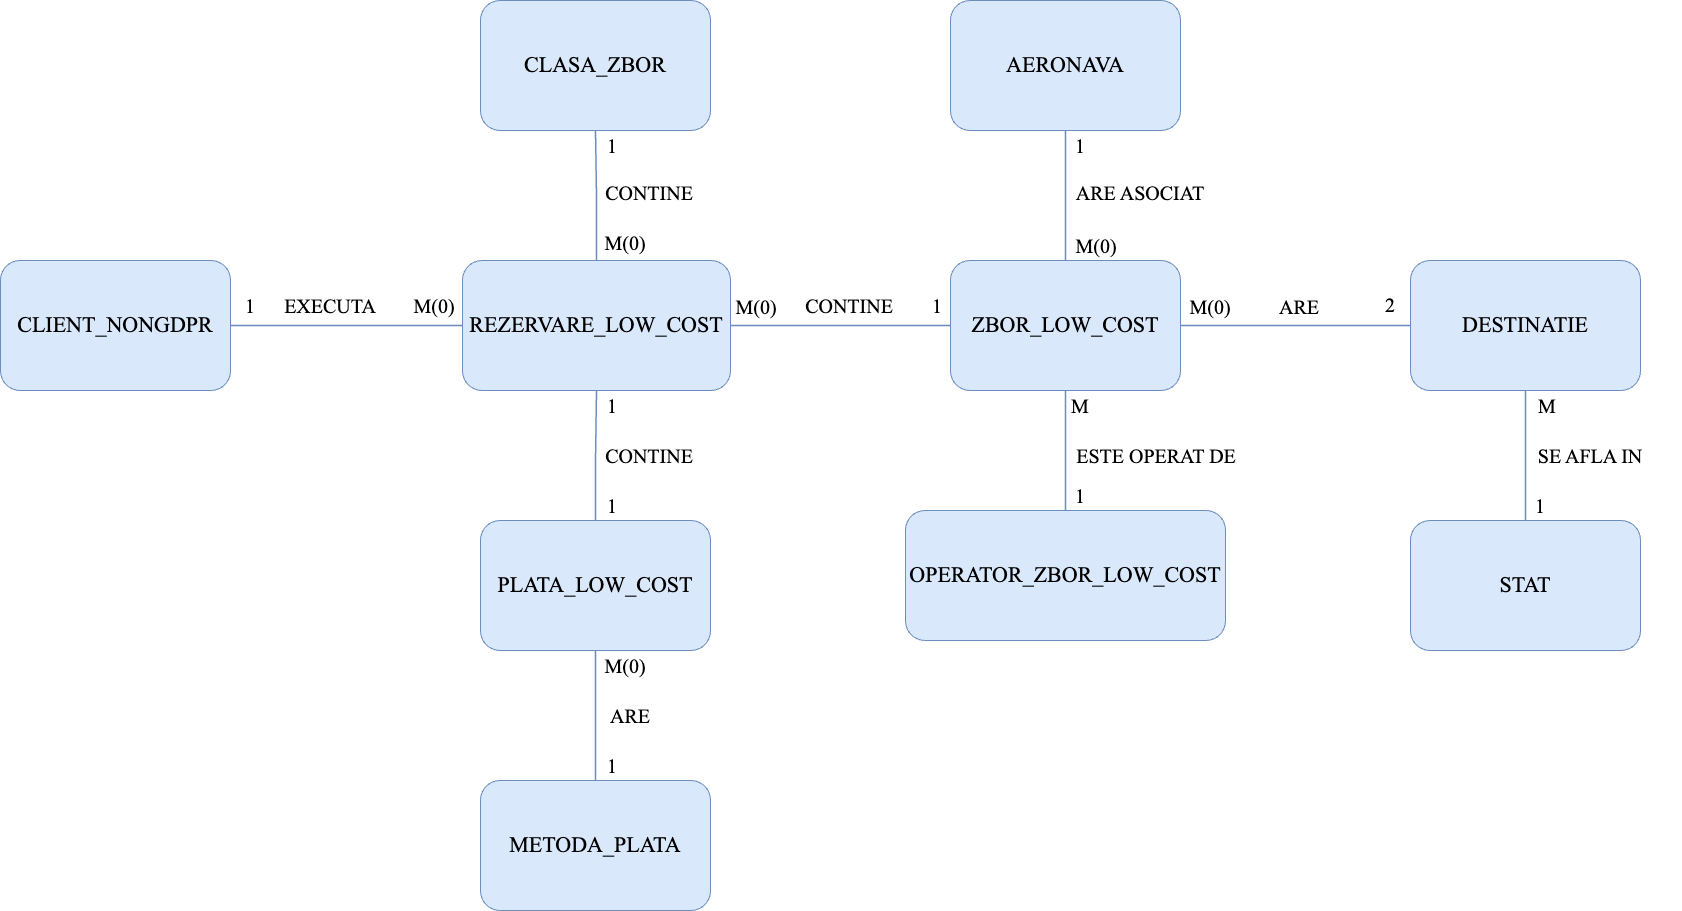 CLASA_ZBOR
AERONAVA
1
1
CONTINE
ARE ASOCIAT
M(0)
M(0)
CLIENT_NONGDPR
1 EXECUTA M(0)
REZERVARE_LOW_COST
M(0) CONTINE 1
ZBOR_LOW_COST
M(0) ARE 2
DESTINATIE
1
M
M
CONTINE
ESTE OPERAT DE
SE AFLA IN
1
1
1
PLATA_LOW_COST
OPERATOR_ZBOR_LOW_COST
STAT
M(0)
ARE
1
METODA_PLATA